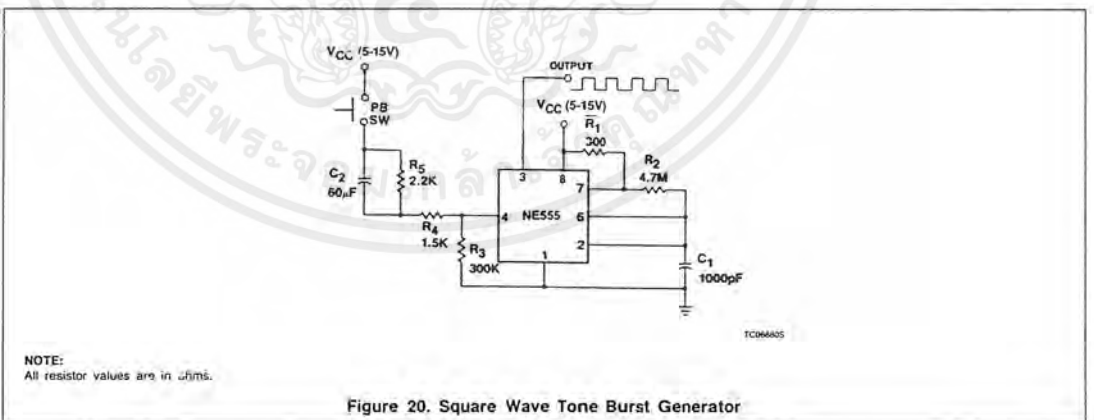 VCC (5-15V)
PB
SW
C2
60µF
R5
2.2K
R4
1.5K
R3
300K
OUTPUT
VCC (5-15V)
R1
300
R2
4.7M
3
8
7
4
NE555
6
2
1
C1
1000pF
NOTE:
All resistor values are in ohms.
Figure 20. Square Wave Tone Burst Generator